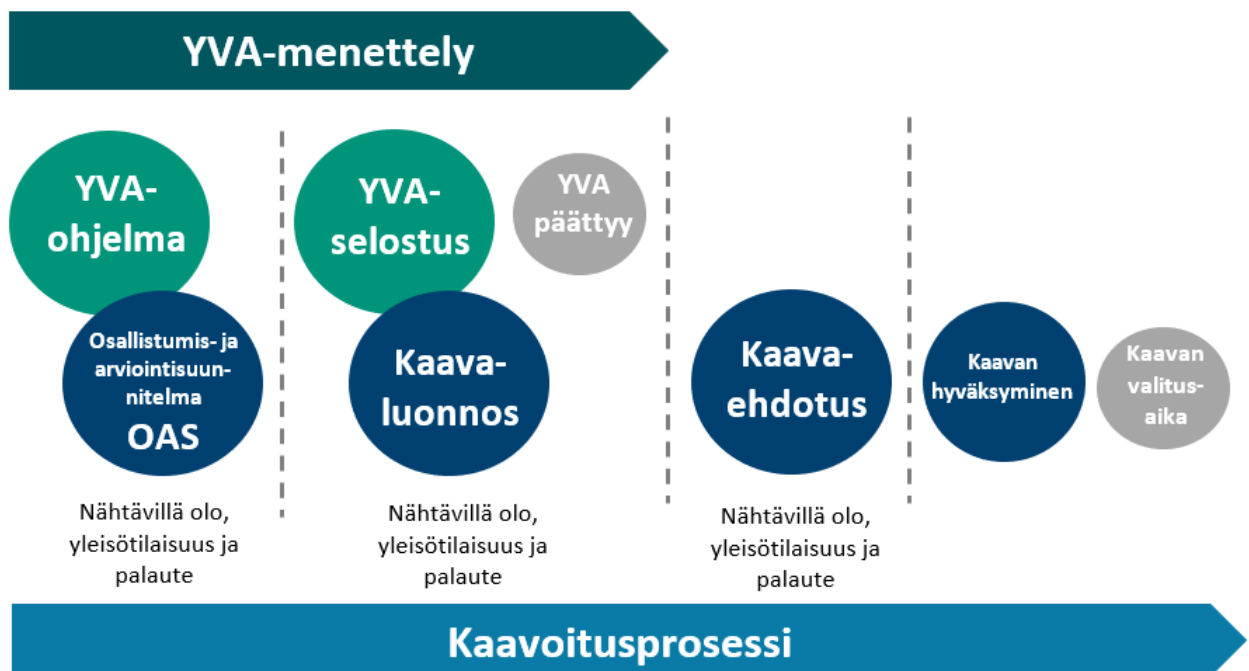 YVA-menettely
YVA-
ohjelma
YVA-
selostus
YVA
päättyy
Osallistumis- ja
arviointisuun-
nitelma
OAS
Kaava-
luonnos
Kaava-
ehdotus
Kaavan
hyväksyminen
Kaavan
valitus-
aika
Nähtävillä olo,
yleisötilaisuus ja
palaute
Nähtävillä olo,
yleisötilaisuus ja
palaute
Nähtävillä olo,
yleisötilaisuus ja
palaute
Kaavoitusprosessi